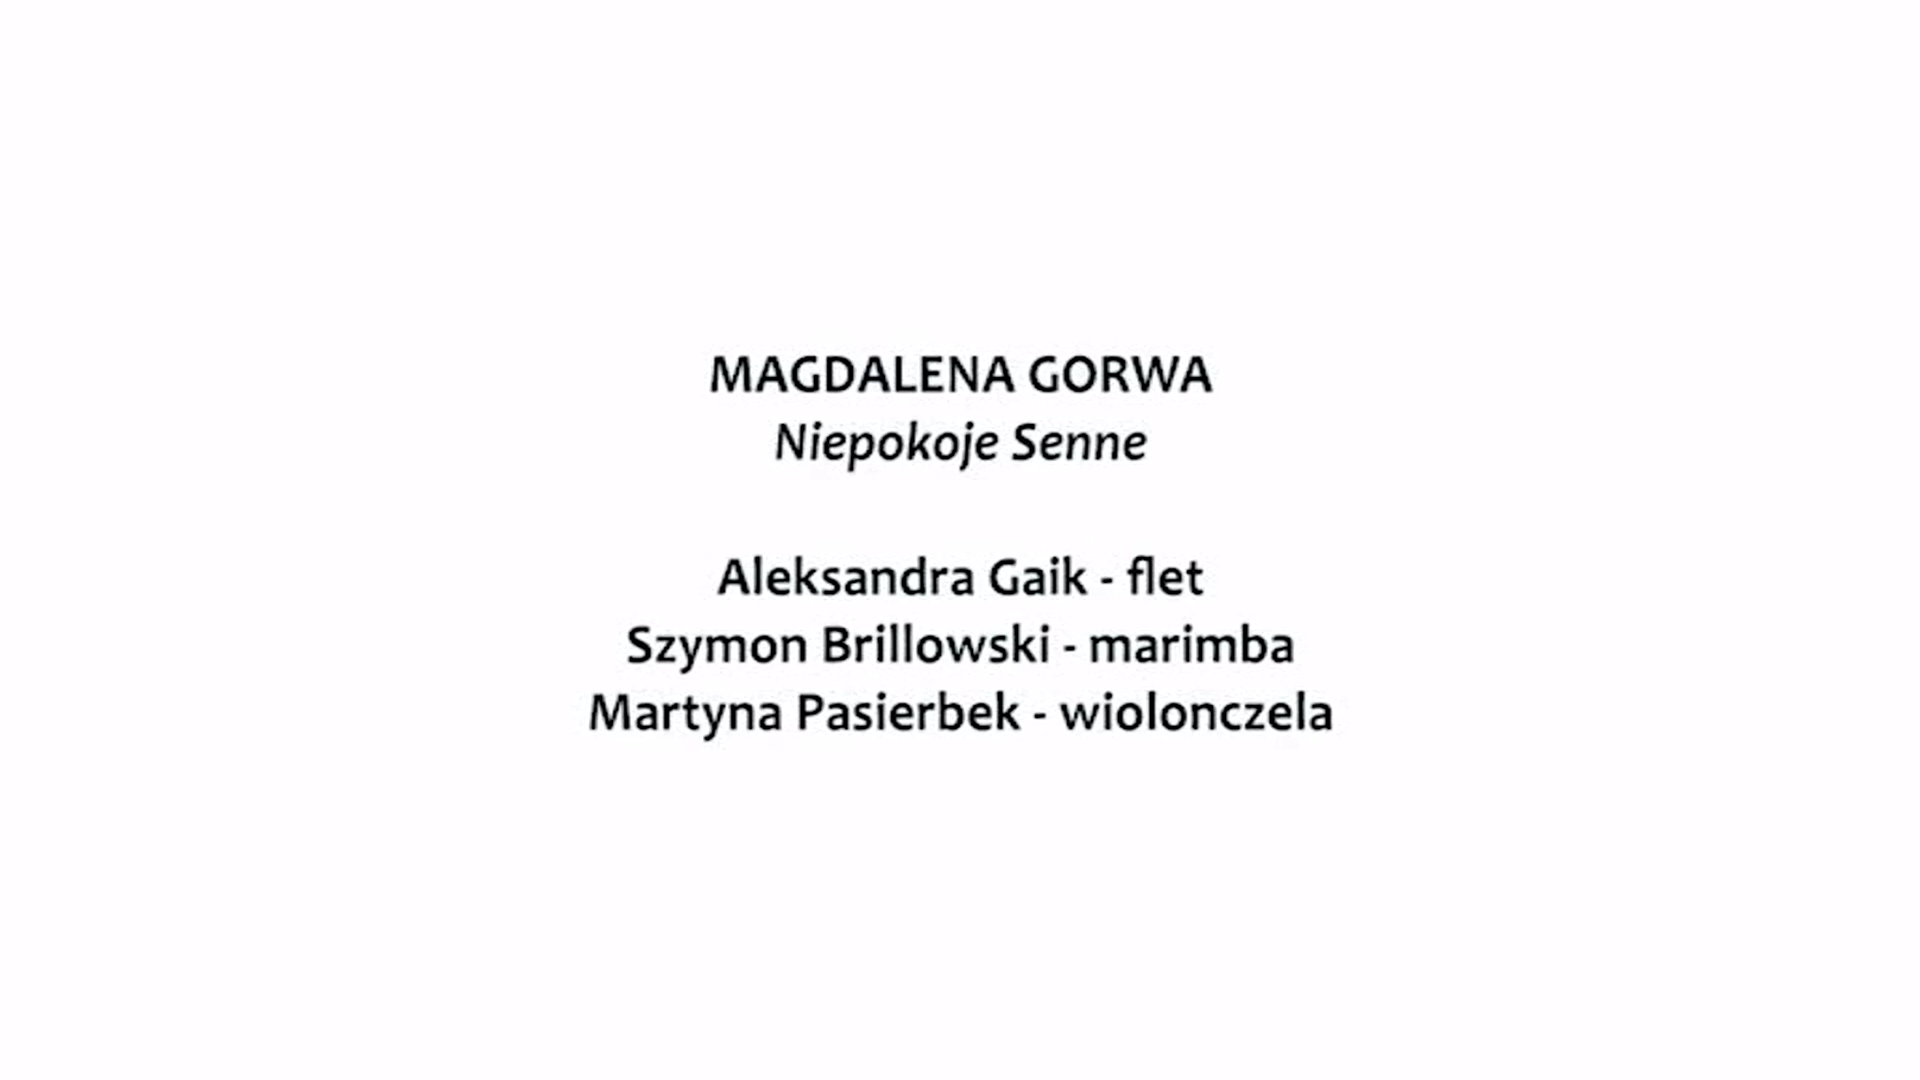 MAGDALENA GORWA
Niepokoje Senne
Aleksandra Gaik - flet
Szymon Brillowski - marimba
Martyna Pasierbek - wiolonczela